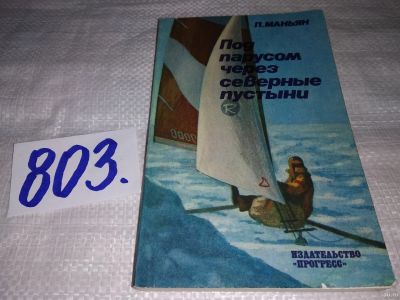 П. МАНЬЯН
Под
парусом
через
северные
пустыни
R
803.
ИЗДАТЕЛЬСТВО
«ПРОГРЕСС»